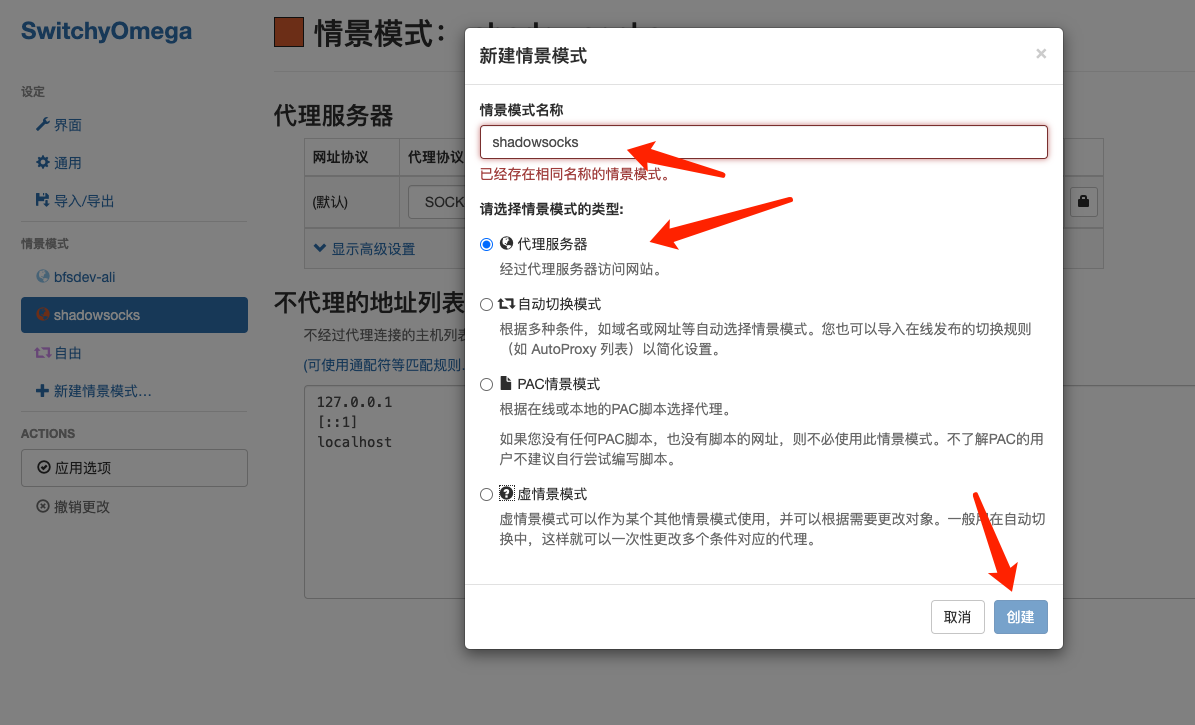 SwitchyOmega
情景模式：
设定
界面
通用
导入/导出
情景模式
bfsdev-ali
shadowsocks
自由
新建情景模式…
ACTIONS
应用选项
撤销更改
代理服务器
网址协议 代理协议
(默认) SOCK
显示高级设置
不代理的地址列表
不经过代理连接的主机列表
(可使用通配符等匹配规则
127.0.0.1
[::1]
localhost
新建情景模式 ×
情景模式名称
shadowsocks
已经存在相同名称的情景模式。
请选择情景模式的类型:
代理服务器
经过代理服务器访问网站。
自动切换模式
根据多种条件，如域名或网址等自动选择情景模式。您也可以导入在线发布的切换规则
（如 AutoProxy 列表）以简化设置。
PAC情景模式
根据在线或本地的PAC脚本选择代理。
如果您没有任何PAC脚本，也没有脚本的网址，则不必使用此情景模式。不了解PAC的用
户不建议自行尝试编写脚本。
虚情景模式
虚情景模式可以作为某个其他情景模式使用，并可以根据需要更改对象。一般用在自动切
换中，这样就可以一次性更改多个条件对应的代理。
取消 创建